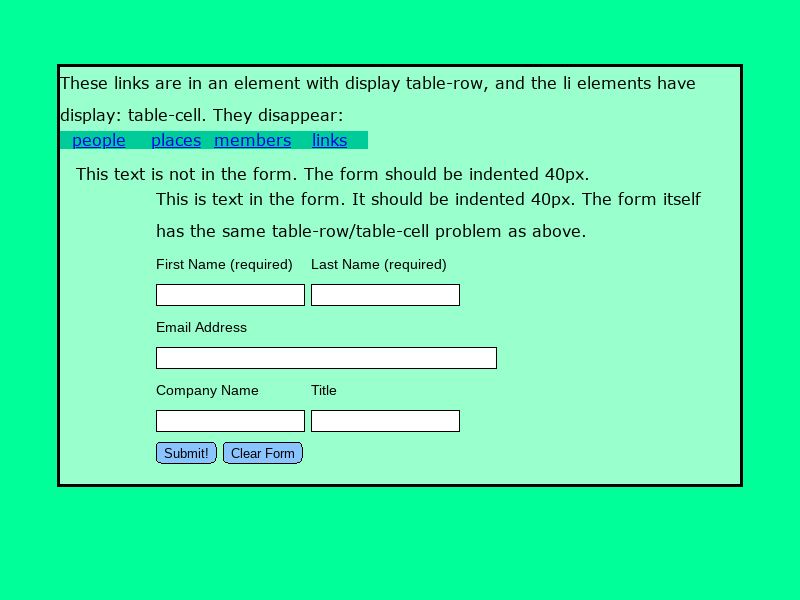 These links are in an element with display table-row, and the li elements have
display: table-cell. They disappear:
people places members links
This text is not in the form. The form should be indented 40px.
This is text in the form. It should be indented 40px. The form itself
has the same table-row/table-cell problem as above.
First Name (required) Last Name (required)
Email Address
Company Name Title
Submit! Clear Form